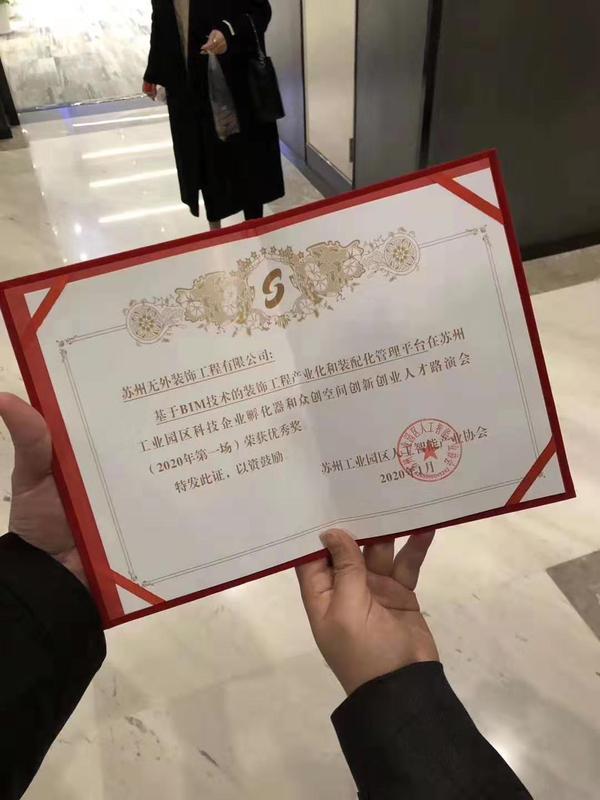 苏州无外装饰工程有限公司:
基于BIM技术的装饰工程产业化和装配化管理平台在苏州
工业园区科技企业孵化器和众创空间创新创业人才路演会
（2020年第一场）荣获优秀奖
特发此证，以资鼓励
苏州工业园区人工智能产业协会
2020年1月